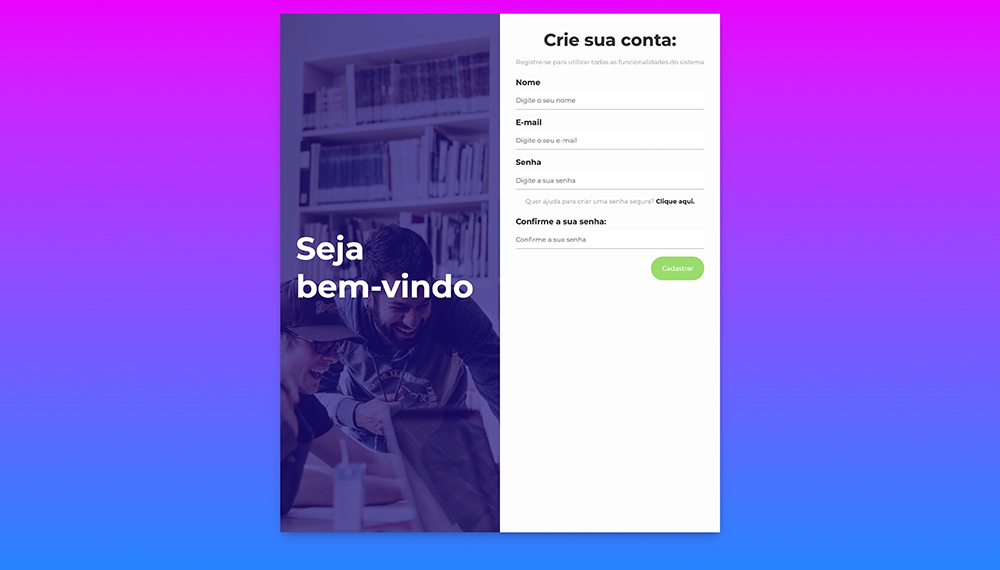 Seja
bem-vindo
Crie sua conta:
Registre-se para utilizar todas as funcionalidades do sistema
Nome
Digite o seu nome
E-mail
Digite o seu e-mail
Senha
Digite a sua senha
Quer ajuda para criar uma senha segura? Clique aqui.
Confirme a sua senha:
Confirme a sua senha
Cadastrar